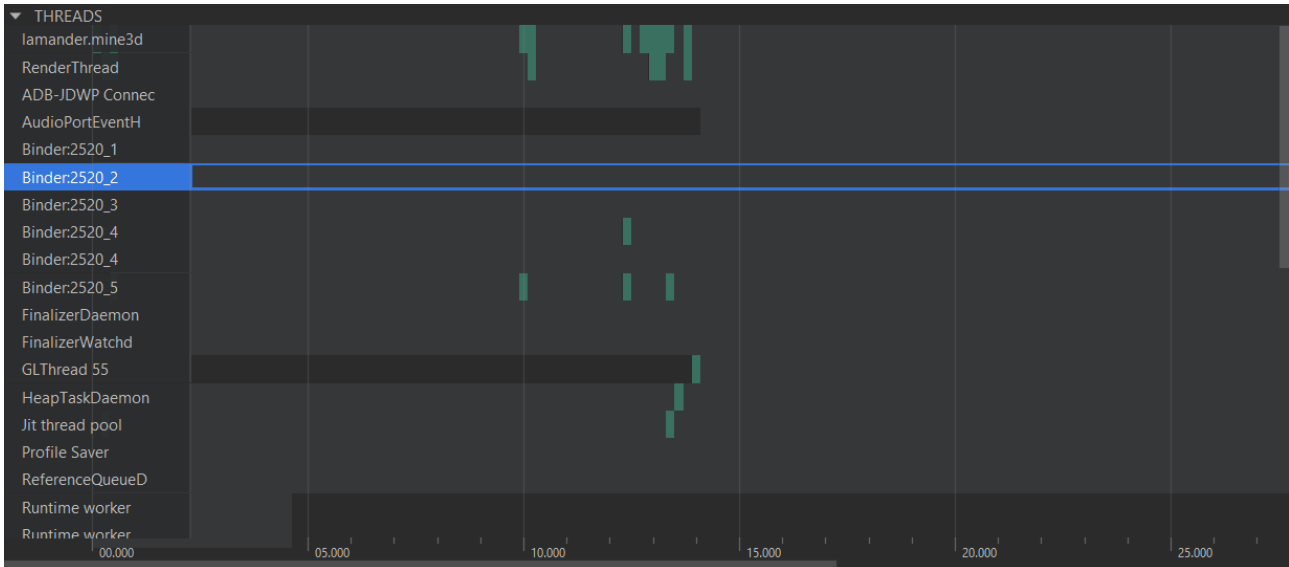 THREADS
lamander.mine3d
RenderThread
ADB-JDWP Connec
AudioPortEventH
Binder:2520_1
Binder:2520_2
Binder:2520_3
Binder:2520_4
Binder:2520_4
Binder:2520_5
FinalizerDaemon
FinalizerWatchd
GLThread 55
HeapTaskDaemon
Jit thread pool
Profile Saver
ReferenceQueueD
Runtime worker
Runtime worker
00.000 05.000 10.000 15.000 20.000 25.000